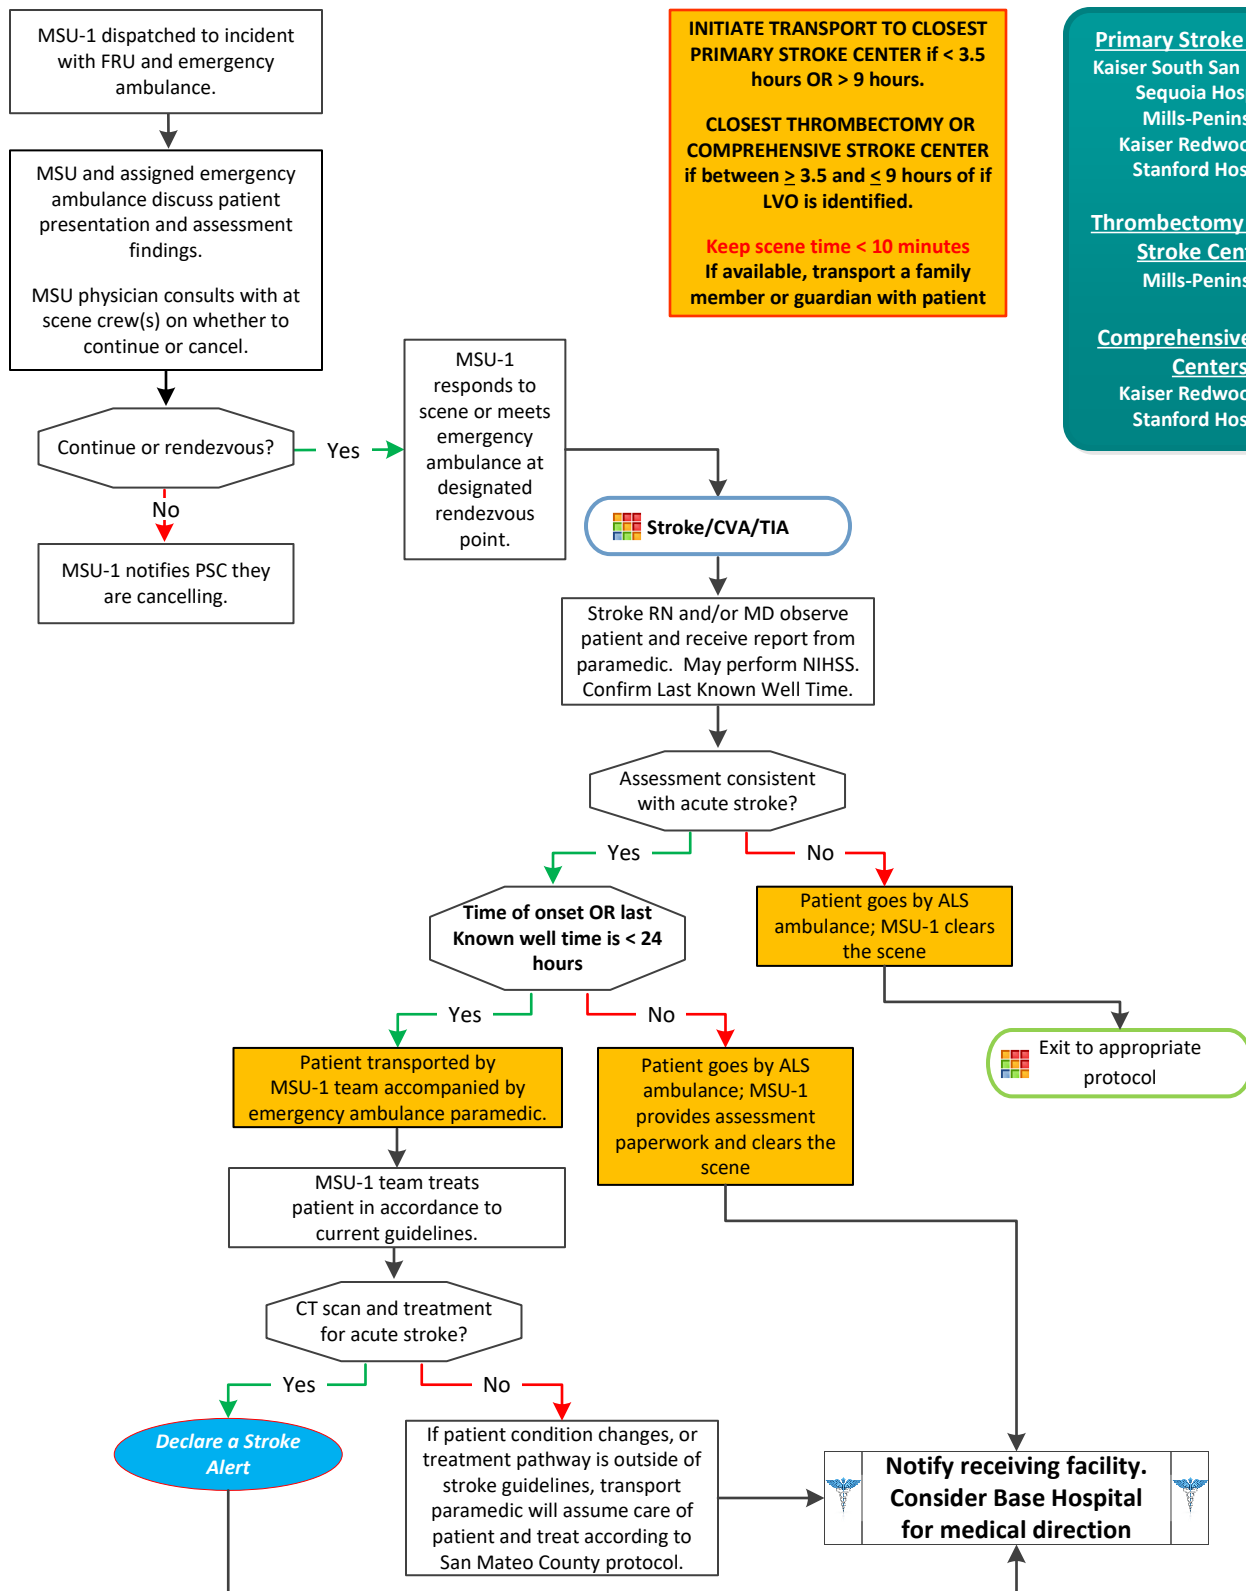 MSU-1 dispatched to incident
with FRU and emergency
ambulance.
MSU and assigned emergency
ambulance discuss patient
presentation and assessment
findings.
MSU physician consults with at
scene crew(s) on whether to
continue or cancel.
Continue or rendezvous?
Yes
No
MSU-1 notifies PSC they
are cancelling.
MSU-1
responds to
scene or meets
emergency
ambulance at
designated
rendezvous
point.
INITIATE TRANSPORT TO CLOSEST
PRIMARY STROKE CENTER if < 3.5
hours OR > 9 hours.
CLOSEST THROMBECTOMY OR
COMPREHENSIVE STROKE CENTER
if between ≥ 3.5 and ≤ 9 hours of if
LVO is identified.
Keep scene time < 10 minutes
If available, transport a family
member or guardian with patient
Primary Stroke
Kaiser South San
Sequoia Hos
Mills-Penins
Kaiser Redwoo
Stanford Hos
Thrombectomy
Stroke Cent
Mills-Penins
Comprehensive
Centers
Kaiser Redwoo
Stanford Hos
Stroke/CVA/TIA
Stroke RN and/or MD observe
patient and receive report from
paramedic. May perform NIHSS.
Confirm Last Known Well Time.
Assessment consistent
with acute stroke?
Yes
No
Time of onset OR last
Known well time is < 24
hours
Patient goes by ALS
ambulance; MSU-1 clears
the scene
Yes
No
Exit to appropriate
protocol
Patient transported by
MSU-1 team accompanied by
emergency ambulance paramedic.
Patient goes by ALS
ambulance; MSU-1
provides assessment
paperwork and clears the
scene
MSU-1 team treats
patient in accordance to
current guidelines.
CT scan and treatment
for acute stroke?
Yes
No
Declare a Stroke
Alert
If patient condition changes, or
treatment pathway is outside of
stroke guidelines, transport
paramedic will assume care of
patient and treat according to
San Mateo County protocol.
Notify receiving facility.
Consider Base Hospital
for medical direction